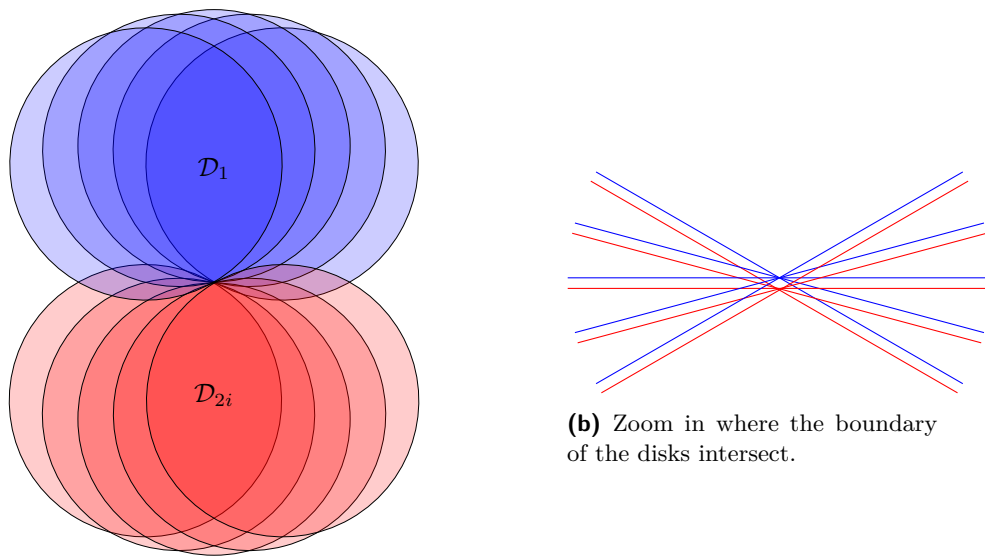 𝒟₁
𝒟₂ᵢ
(b) Zoom in where the boundary
of the disks intersect.